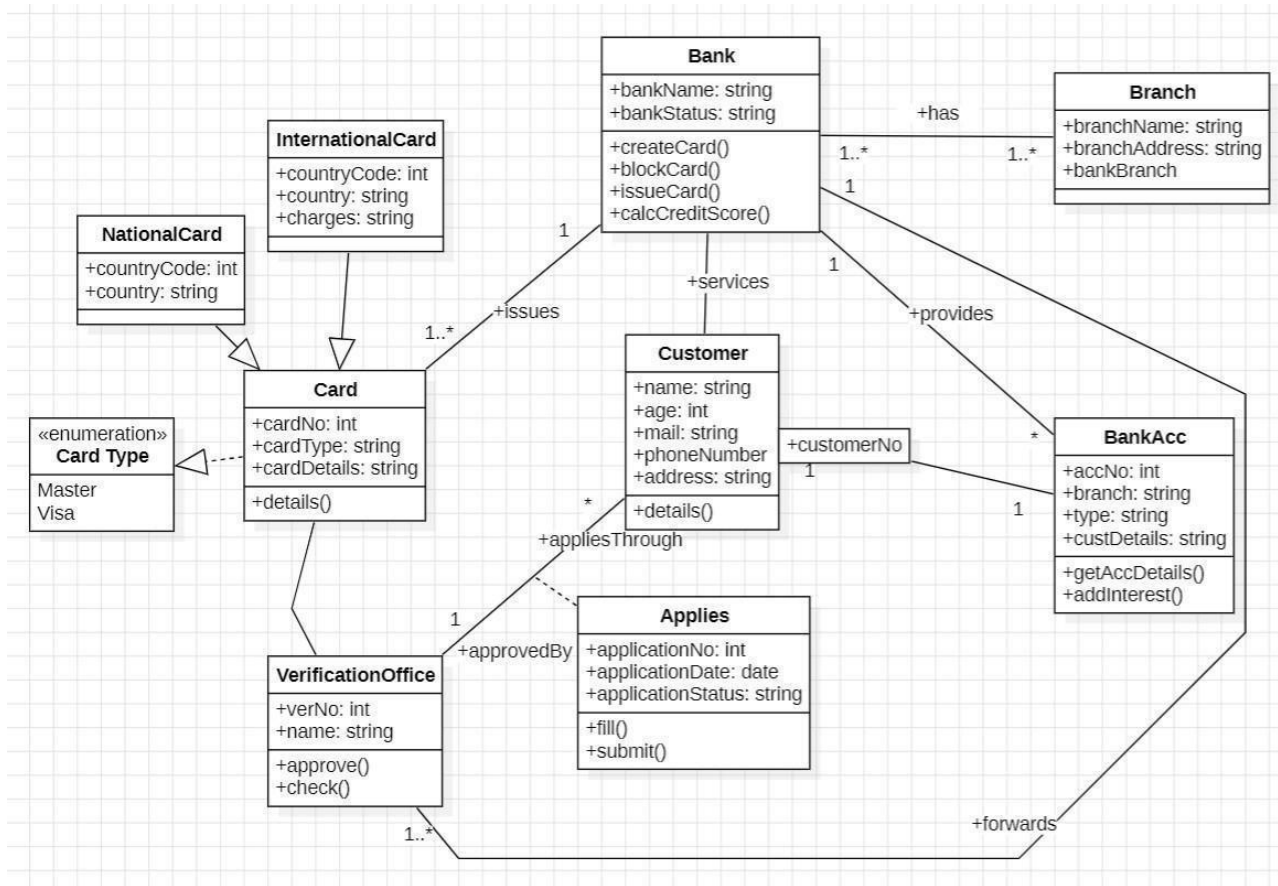 Bank
+bankName: string
+bankStatus: string
+createCard()
+blockCard()
+issueCard()
+calcCreditScore()
+has
1..*
1..*
Branch
+branchName: string
+branchAddress: string
+bankBranch
InternationalCard
+countryCode: int
+country: string
+charges: string
NationalCard
+countryCode: int
+country: string
1
+issues
1..*
+services
1
1
+provides
*
Card
+cardNo: int
+cardType: string
+cardDetails: string
+details()
«enumeration»
Card Type
Master
Visa
Customer
+name: string
+age: int
+mail: string
+phoneNumber
+address: string
+details()
+customerNo
1
1
BankAcc
+accNo: int
+branch: string
+type: string
+custDetails: string
+getAccDetails()
+addInterest()
*
+appliesThrough
1
+approvedBy
Applies
+applicationNo: int
+applicationDate: date
+applicationStatus: string
+fill()
+submit()
VerificationOffice
+verNo: int
+name: string
+approve()
+check()
1..*
+forwards